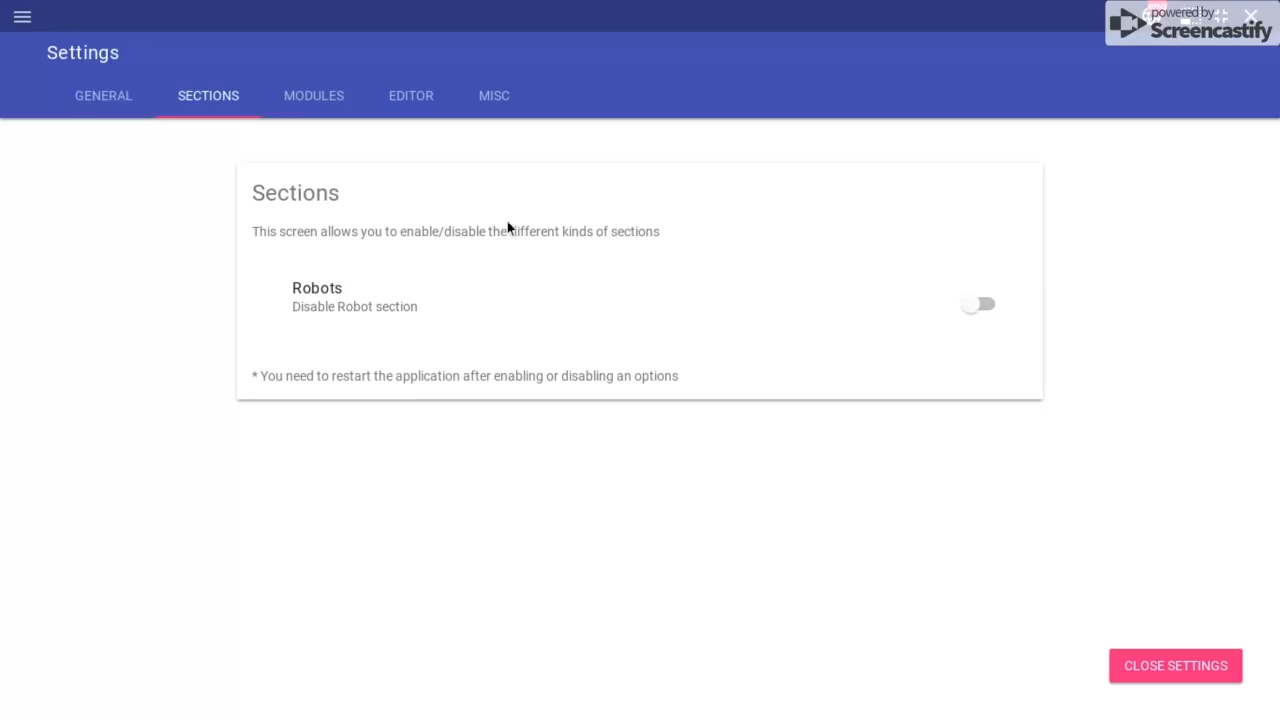 powered by
Screencastify
Settings
GENERAL SECTIONS MODULES EDITOR MISC
Sections
This screen allows you to enable/disable the different kinds of sections
Robots
Disable Robot section
* You need to restart the application after enabling or disabling an options
CLOSE SETTINGS